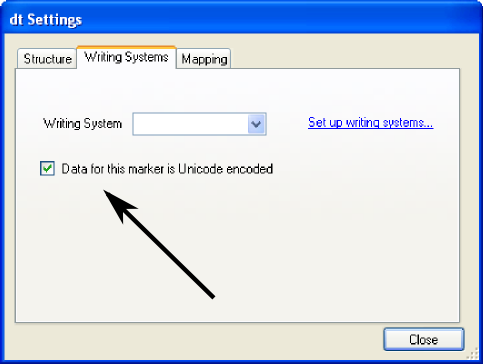 dt Settings
Structure Writing Systems Mapping
Writing System Set up writing systems...
Data for this marker is Unicode encoded
Close